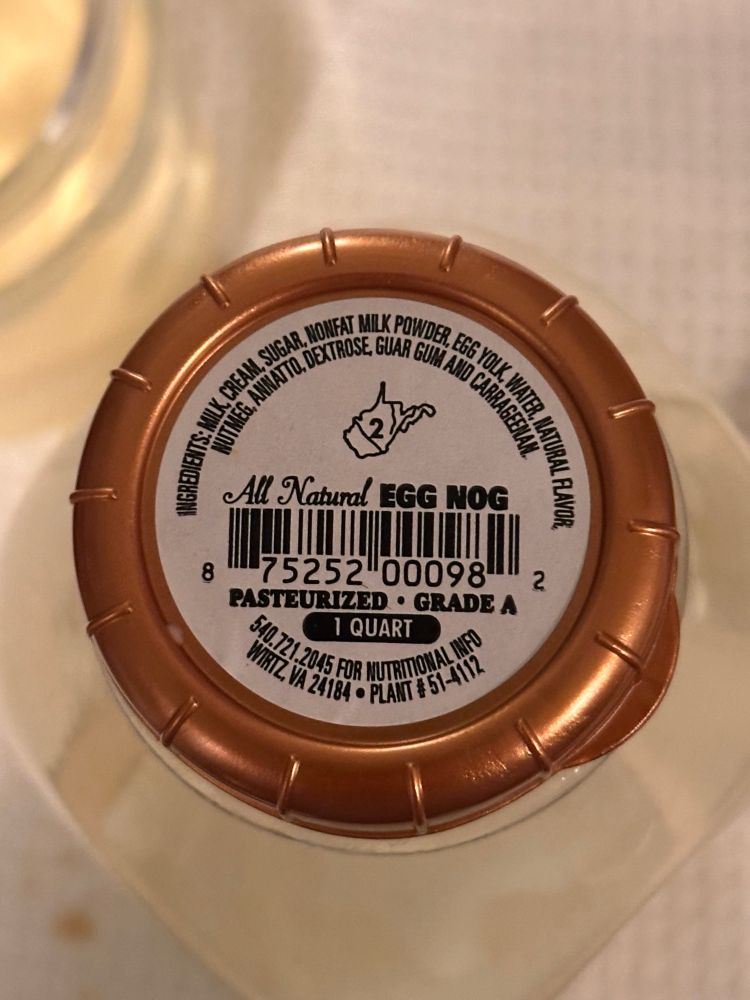 INGREDIENTS: MILK, CREAM, SUGAR, NONFAT MILK POWDER, EGG YOLK, WATER, NATURAL FLAVOR,
NUTMEG, ANNATTO, DEXTROSE, GUAR GUM AND CARRAGEENAN.
2
All Natural EGG NOG
8 75252 00098 2
PASTEURIZED • GRADE A
1 QUART
540.721.2045 FOR NUTRITIONAL INFO
WIRTZ, VA 24184 • PLANT # 51-4112